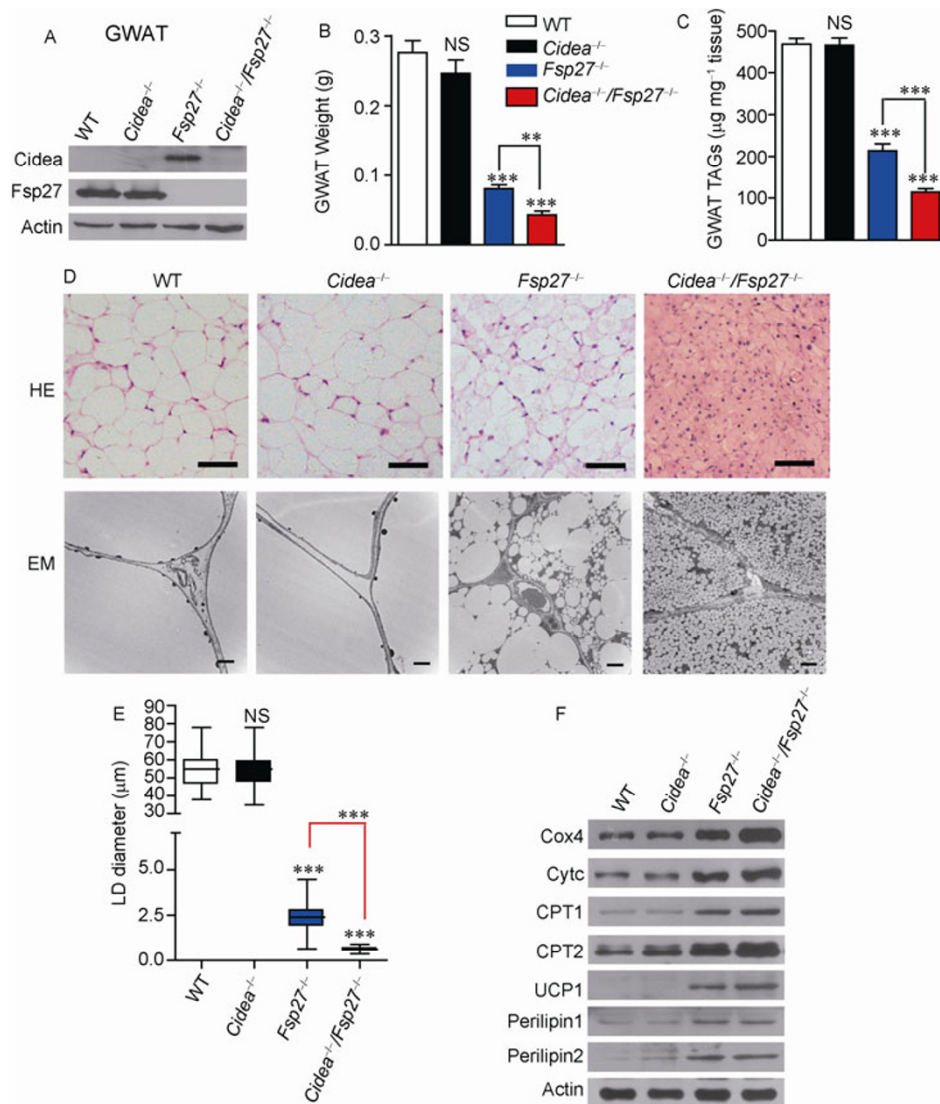 A GWAT
WT
Cidea⁻/⁻
Fsp27⁻/⁻
Cidea⁻/⁻/Fsp27⁻/⁻
Cidea
Fsp27
Actin
B
GWAT Weight (g)
0.3
0.2
0.1
0.0
NS
***
**
***
WT
Cidea⁻/⁻
Fsp27⁻/⁻
Cidea⁻/⁻/Fsp27⁻/⁻
C
GWAT TAGs (µg mg⁻¹ tissue)
500
400
300
200
100
0
NS
***
***
***
D
WT
Cidea⁻/⁻
Fsp27⁻/⁻
Cidea⁻/⁻/Fsp27⁻/⁻
HE
EM
E
LD diameter (µm)
90
80
70
60
50
40
30
5.0
2.5
0.0
NS
***
***
***
WT
Cidea⁻/⁻
Fsp27⁻/⁻
Cidea⁻/⁻/Fsp27⁻/⁻
F
WT
Cidea⁻/⁻
Fsp27⁻/⁻
Cidea⁻/⁻/Fsp27⁻/⁻
Cox4
Cytc
CPT1
CPT2
UCP1
Perilipin1
Perilipin2
Actin